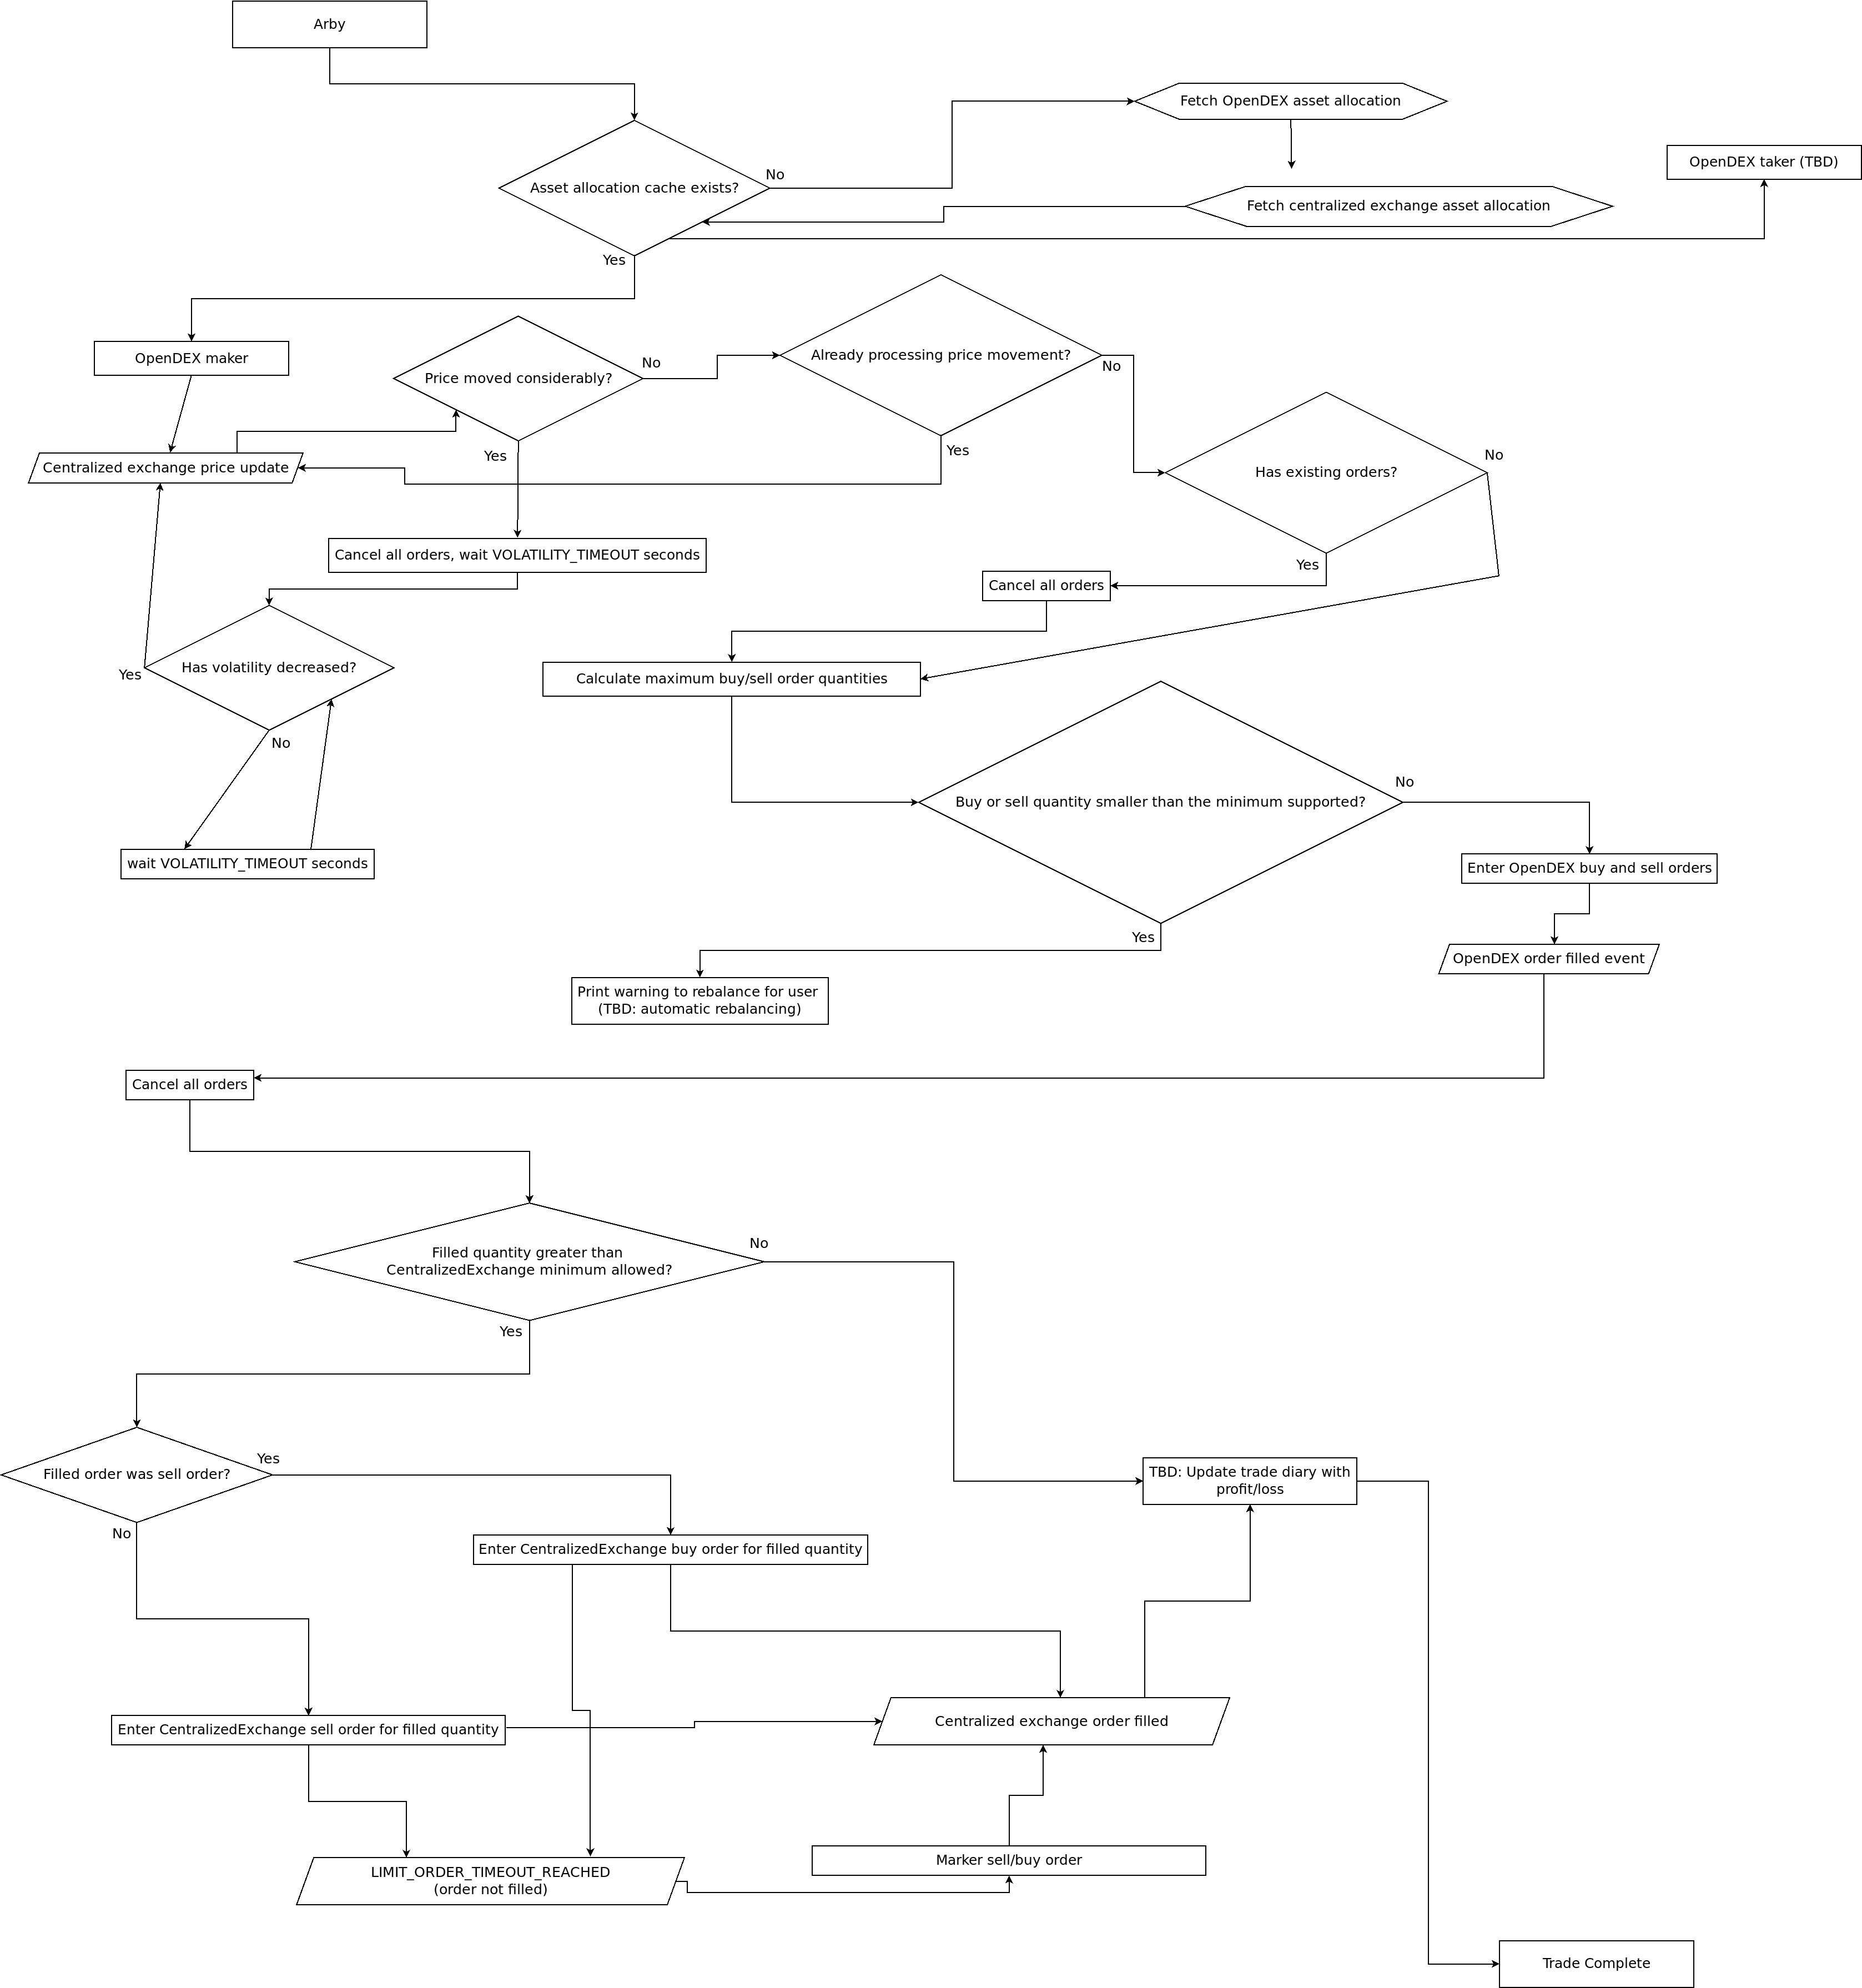 Arby
Fetch OpenDEX asset allocation
OpenDEX taker (TBD)
No
Asset allocation cache exists?
Fetch centralized exchange asset allocation
Yes
OpenDEX maker
Price moved considerably?
No
Already processing price movement?
No
Centralized exchange price update
Yes
Yes
Has existing orders?
No
Cancel all orders, wait VOLATILITY_TIMEOUT seconds
Yes
Cancel all orders
Has volatility decreased?
Yes
Calculate maximum buy/sell order quantities
No
Buy or sell quantity smaller than the minimum supported?
No
wait VOLATILITY_TIMEOUT seconds
Enter OpenDEX buy and sell orders
Yes
OpenDEX order filled event
Print warning to rebalance for user
(TBD: automatic rebalancing)
Cancel all orders
Filled quantity greater than
CentralizedExchange minimum allowed?
No
Yes
Filled order was sell order?
Yes
No
TBD: Update trade diary with
profit/loss
Enter CentralizedExchange buy order for filled quantity
Enter CentralizedExchange sell order for filled quantity
Centralized exchange order filled
LIMIT_ORDER_TIMEOUT_REACHED
(order not filled)
Marker sell/buy order
Trade Complete